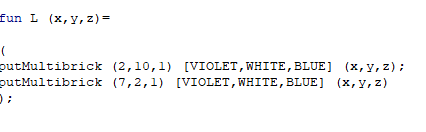 fun L (x,y,z)=
(
putMultibrick (2,10,1) [VIOLET,WHITE,BLUE] (x,y,z);
putMultibrick (7,2,1) [VIOLET,WHITE,BLUE] (x,y,z)
);